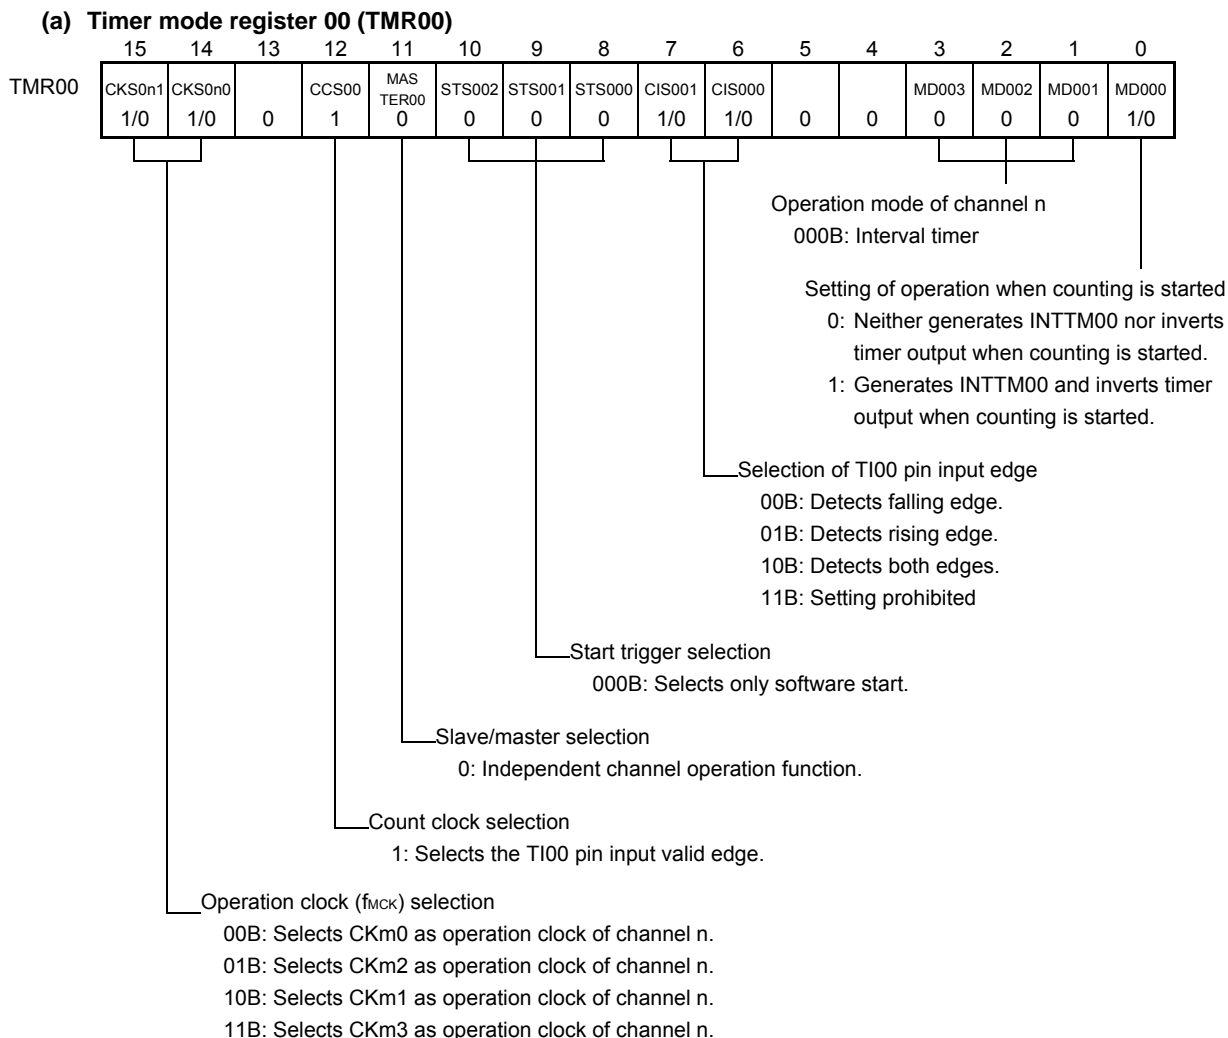 (a) Timer mode register 00 (TMR00)
15 14 13 12 11 10 9 8 7 6 5 4 3 2 1 0
TMR00 CKS0n1 CKS0n0 CCS00 MAS TER00 STS002 STS001 STS000 CIS001 CIS000 MD003 MD002 MD001 MD000
1/0 1/0 0 1 0 0 0 0 1/0 1/0 0 0 0 0 0 1/0
Operation mode of channel n
000B: Interval timer
Setting of operation when counting is started
0: Neither generates INTTM00 nor inverts
timer output when counting is started.
1: Generates INTTM00 and inverts timer
output when counting is started.
Selection of TI00 pin input edge
00B: Detects falling edge.
01B: Detects rising edge.
10B: Detects both edges.
11B: Setting prohibited
Start trigger selection
000B: Selects only software start.
Slave/master selection
0: Independent channel operation function.
Count clock selection
1: Selects the TI00 pin input valid edge.
Operation clock (fMCK) selection
00B: Selects CKm0 as operation clock of channel n.
01B: Selects CKm2 as operation clock of channel n.
10B: Selects CKm1 as operation clock of channel n.
11B: Selects CKm3 as operation clock of channel n.